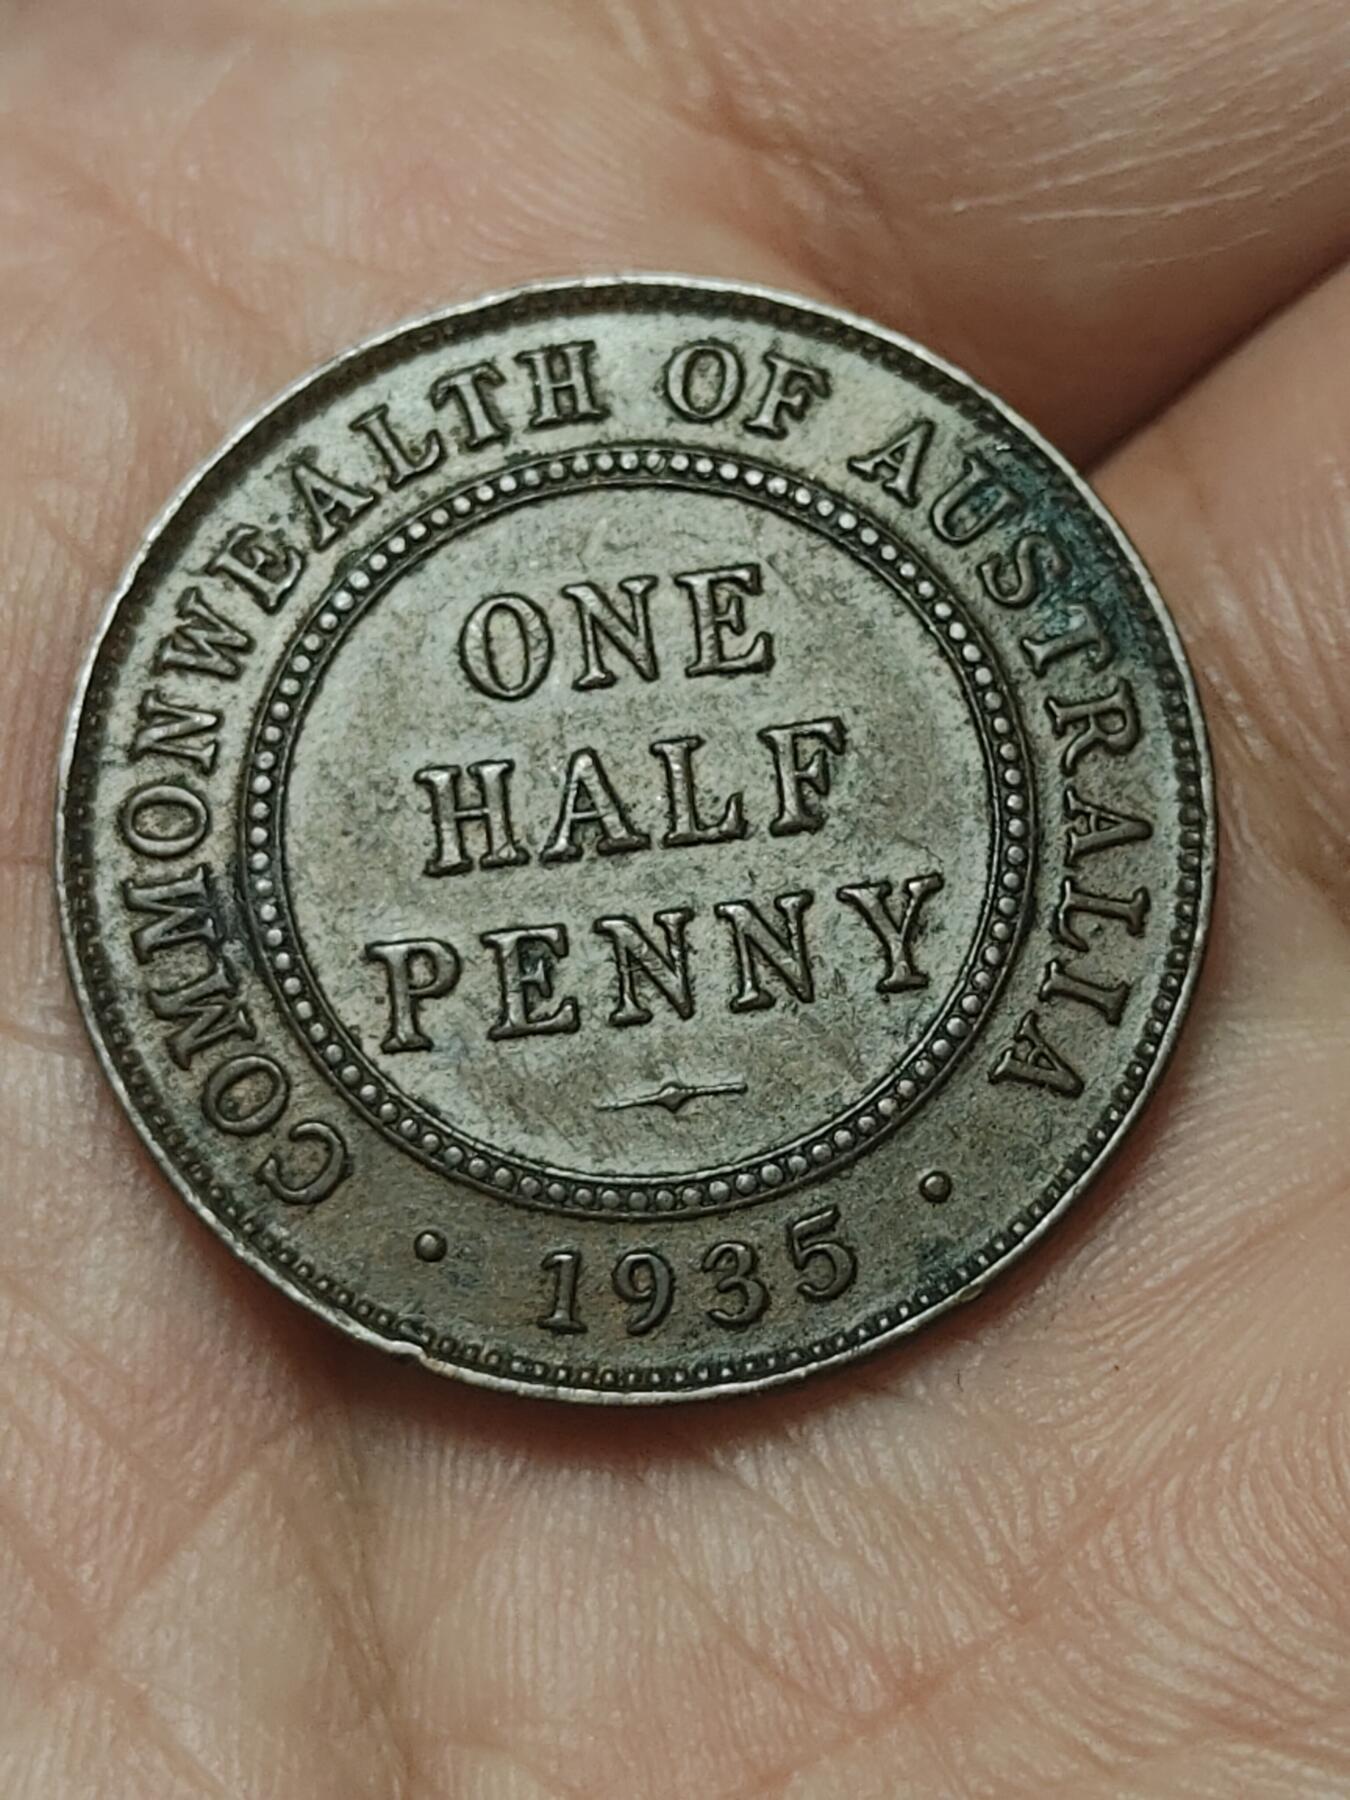 COMMONWEALTH OF AUSTRALIA
ONE
HALF
PENNY
· 1935 ·